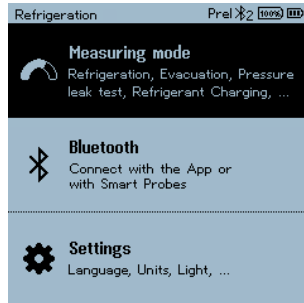 Refrigeration Prel 2 100%
Measuring mode
Refrigeration, Evacuation, Pressure
leak test, Refrigerant Charging, ...
Bluetooth
Connect with the App or
with Smart Probes
Settings
Language, Units, Light, ...